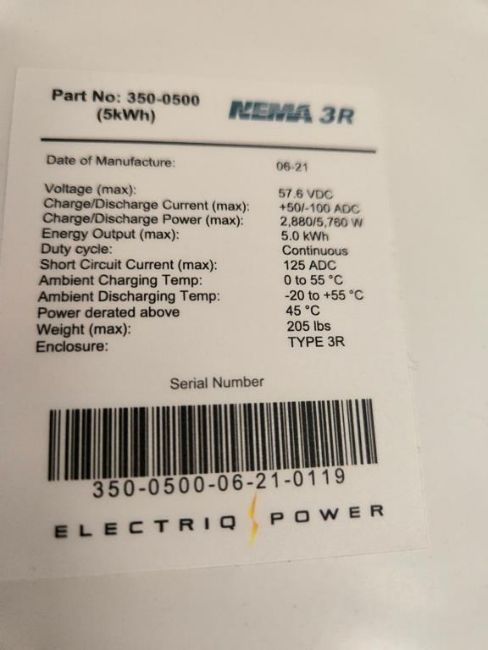 Part No: 350-0500
(5kWh)
NEMA 3R
Date of Manufacture: 06-21
Voltage (max): 57.6 VDC
Charge/Discharge Current (max): +50/-100 ADC
Charge/Discharge Power (max): 2,880/5,760 W
Energy Output (max): 5.0 kWh
Duty cycle: Continuous
Short Circuit Current (max): 125 ADC
Ambient Charging Temp: 0 to 55 °C
Ambient Discharging Temp: -20 to +55 °C
Power derated above 45 °C
Weight (max): 205 lbs
Enclosure: TYPE 3R
Serial Number
350-0500-06-21-0119
ELECTRIQ POWER